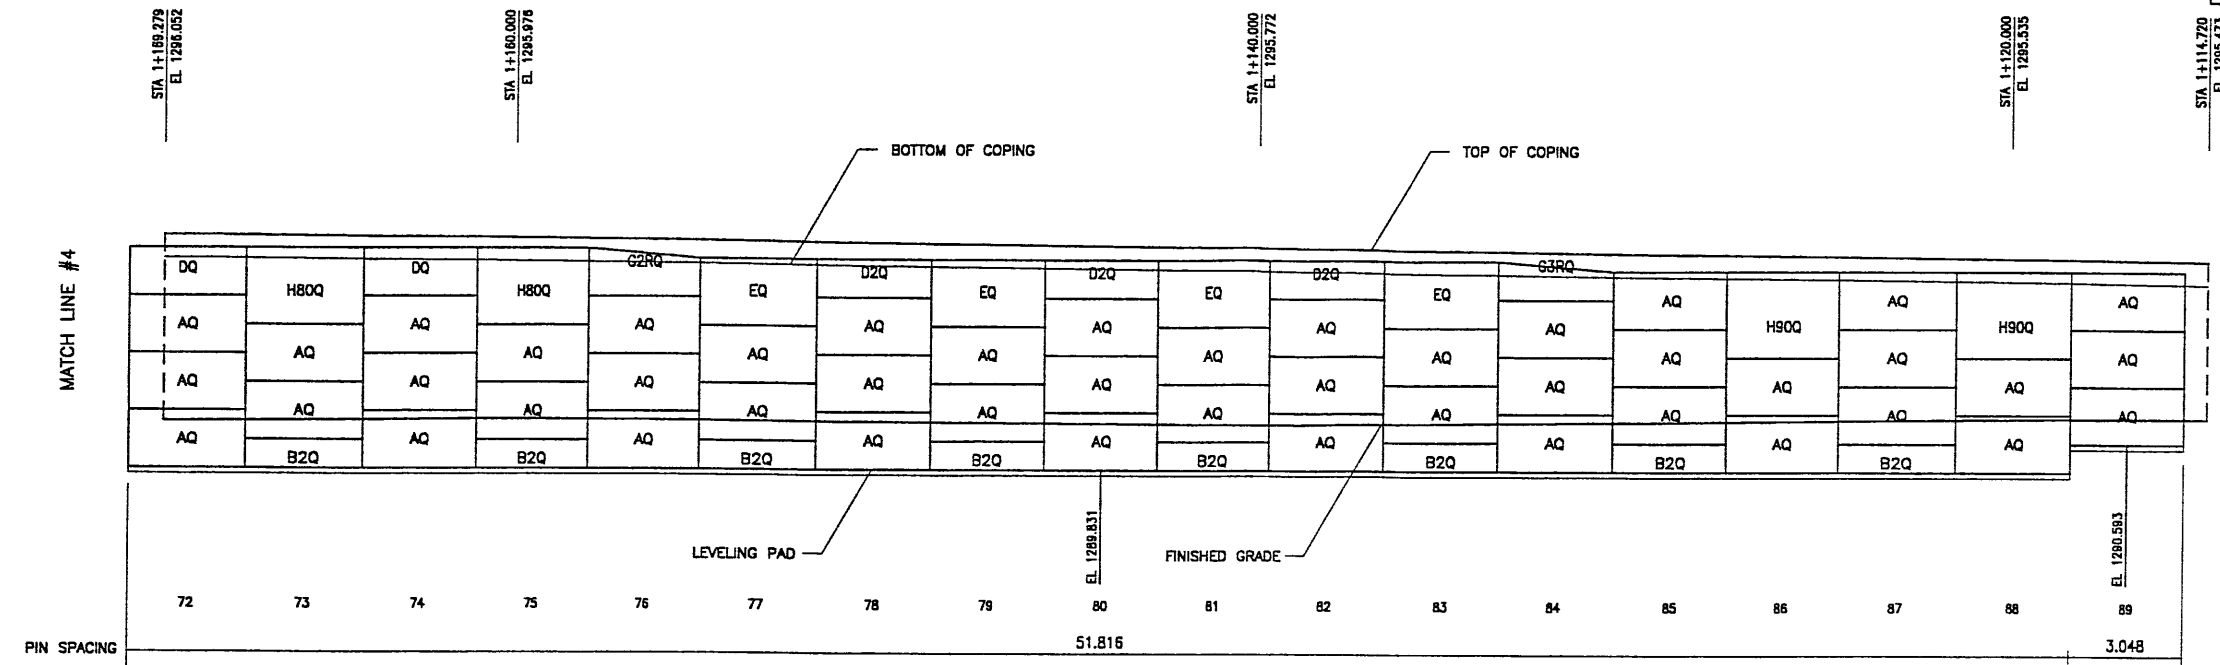 STA 1+169.279
EL 1296.052
STA 1+160.000
EL 1295.976
STA 1+140.000
EL 1295.772
STA 1+120.000
EL 1295.535
STA 1+114.720
EL 1295.473
BOTTOM OF COPING
TOP OF COPING
MATCH LINE #4
DQ DQ G2RQ D2Q D2Q D2Q G3RQ
H80Q H80Q EQ EQ EQ EQ AQ AQ AQ
AQ AQ AQ AQ AQ AQ AQ H90Q H90Q
AQ AQ AQ AQ AQ AQ AQ AQ AQ
AQ AQ AQ AQ AQ AQ AQ AQ AQ
AQ AQ AQ AQ AQ AQ AQ AQ AQ
AQ AQ AQ AQ AQ AQ AQ AQ AQ
B2Q B2Q B2Q B2Q B2Q B2Q B2Q B2Q
LEVELING PAD
EL 1289.831
FINISHED GRADE
EL 1290.593
72 73 74 75 76 77 78 79 80 81 82 83 84 85 86 87 88 89
PIN SPACING 51.816 3.048